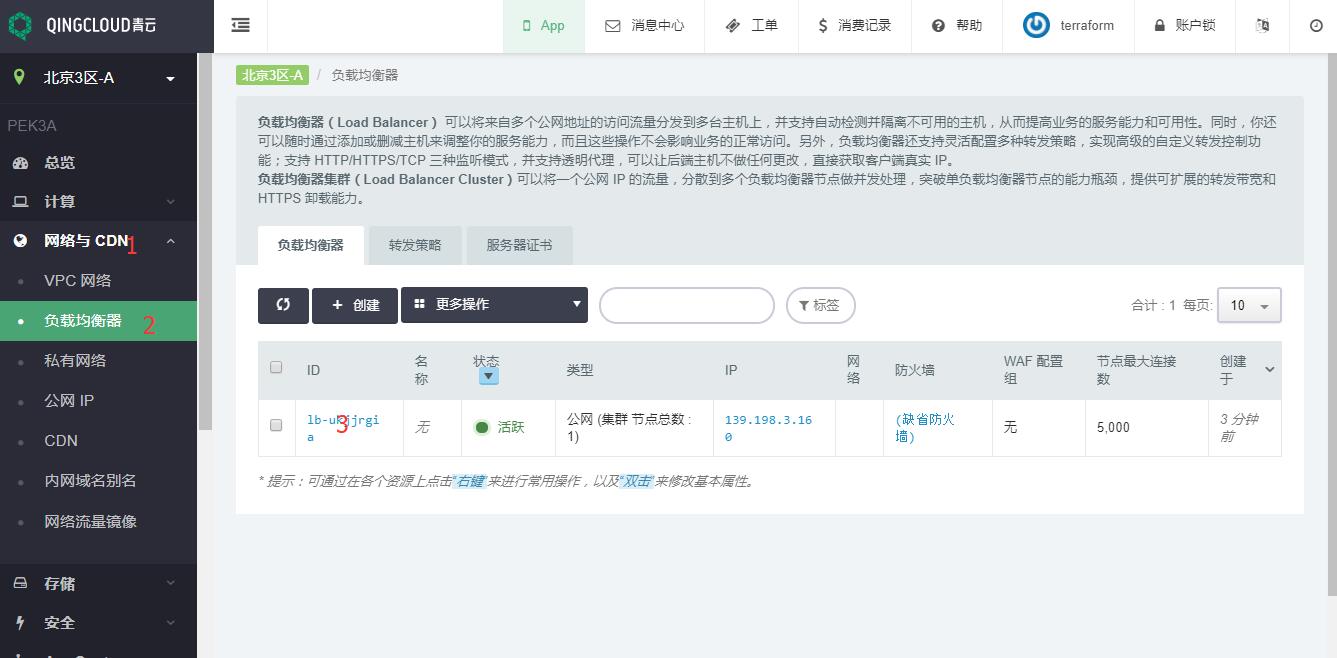 QINGCLOUD青云
App
消息中心
工单
消费记录
帮助
terraform
账户锁
北京3区-A
PEK3A
总览
计算
网络与 CDN
1
VPC 网络
负载均衡器
2
私有网络
公网 IP
CDN
内网域名别名
网络流量镜像
存储
安全
北京3区-A / 负载均衡器
负载均衡器 ( Load Balancer ) 可以将来自多个公网地址的访问流量分发到多台主机上，并支持自动检测并隔离不可用的主机，从而提高业务的服务能力和可用性。同时，你还
可以随时通过添加或删减主机来调整你的服务能力，而且这些操作不会影响业务的正常访问。另外，负载均衡器还支持灵活配置多种转发策略，实现高级的自定义转发控制功
能；支持 HTTP/HTTPS/TCP 三种监听模式，并支持透明代理，可以让后端主机不做任何更改，直接获取客户端真实 IP。
负载均衡器集群 ( Load Balancer Cluster ) 可以将一个公网 IP 的流量，分散到多个负载均衡器节点做并发处理，突破单负载均衡器节点的能力瓶颈，提供可扩展的转发带宽和
HTTPS 卸载能力。
负载均衡器 转发策略 服务器证书
+ 创建 更多操作 标签 合计 : 1 每页: 10
ID 名称 状态 类型 IP 网络 防火墙 WAF 配置组 节点最大连接数 创建于
3
无 活跃 公网 (集群 节点总数 : 1) 139.198.3.160 (缺省防火墙) 无 5,000 3 分钟前
* 提示：可通过在各个资源上点击"右键"来进行常用操作，以及"双击"来修改基本属性。